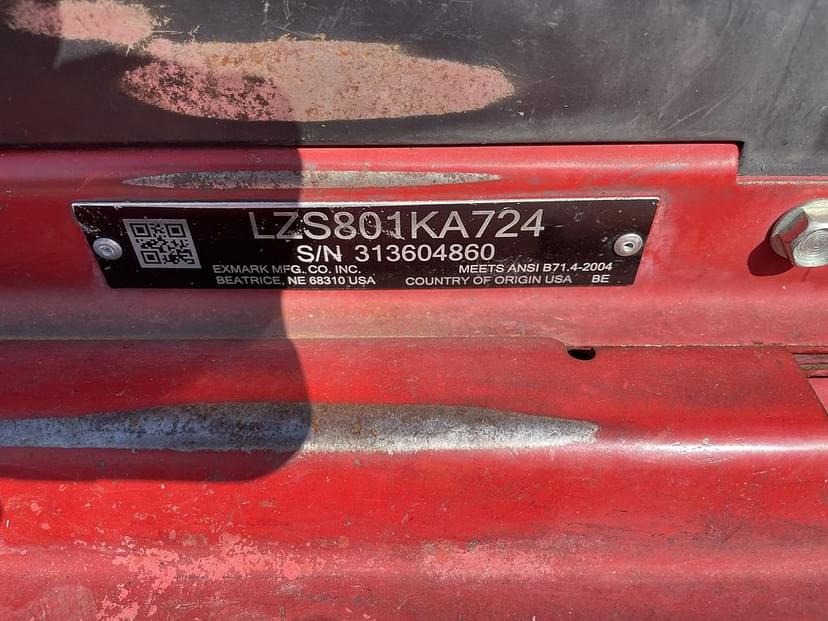 LZS801KA724
S/N 313604860
EXMARK MFG. CO. INC. MEETS ANSI B71.4-2004
BEATRICE, NE 68310 USA COUNTRY OF ORIGIN USA BE